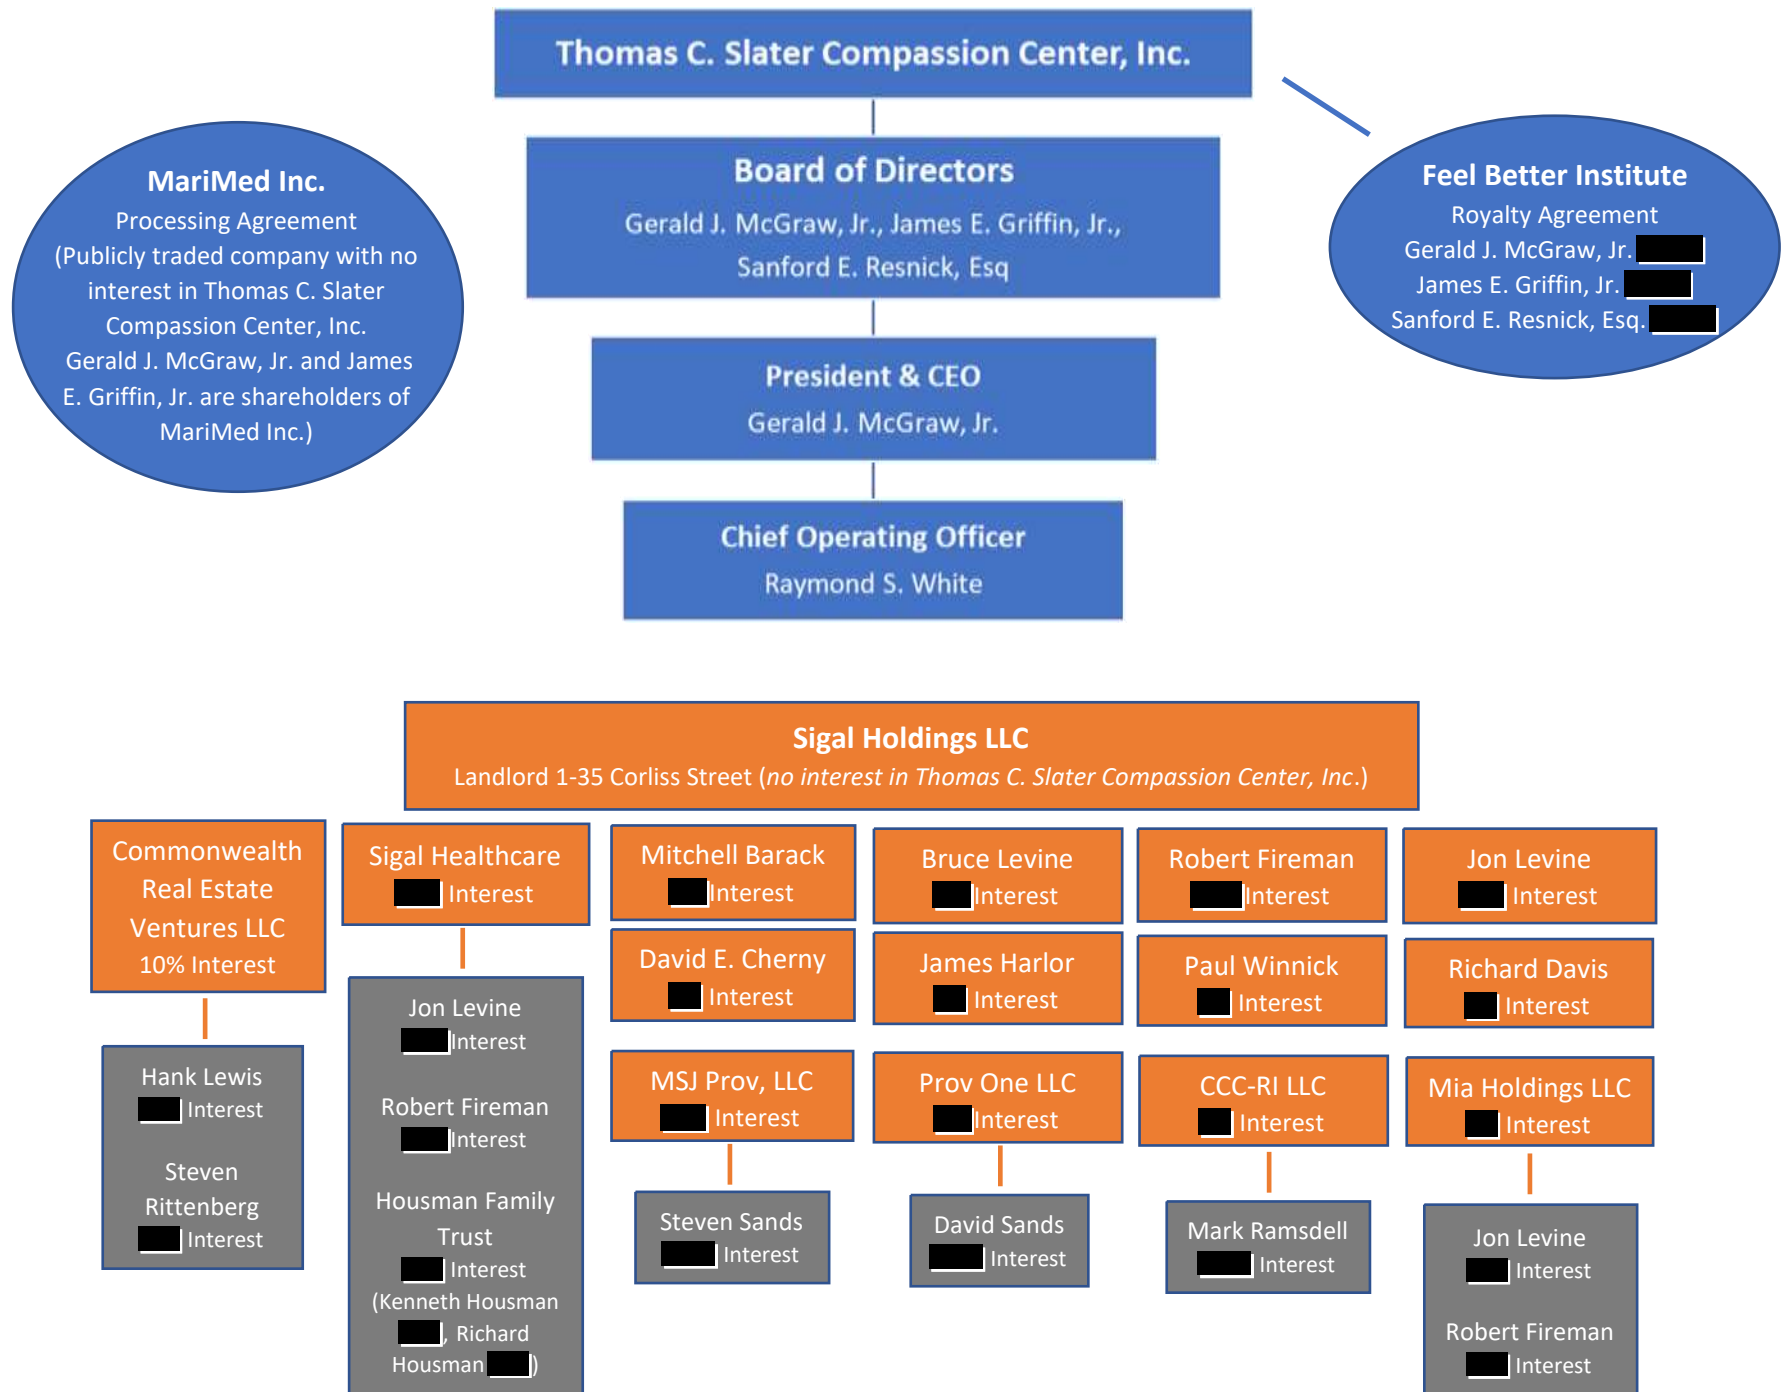 Thomas C. Slater Compassion Center, Inc.
MariMed Inc.
Processing Agreement
(Publicly traded company with no
interest in Thomas C. Slater
Compassion Center, Inc.
Gerald J. McGraw, Jr. and James
E. Griffin, Jr. are shareholders of
MariMed Inc.)
Board of Directors
Gerald J. McGraw, Jr., James E. Griffin, Jr.,
Sanford E. Resnick, Esq
Feel Better Institute
Royalty Agreement
Gerald J. McGraw, Jr.
James E. Griffin, Jr.
Sanford E. Resnick, Esq.
President & CEO
Gerald J. McGraw, Jr.
Chief Operating Officer
Raymond S. White
Sigal Holdings LLC
Landlord 1-35 Corliss Street (no interest in Thomas C. Slater Compassion Center, Inc.)
Commonwealth
Real Estate
Ventures LLC
10% Interest
Hank Lewis
Interest
Steven
Rittenberg
Interest
Sigal Healthcare
Interest
Jon Levine
Interest
Robert Fireman
Interest
Housman Family
Trust
Interest
(Kenneth Housman
, Richard
Housman )
Mitchell Barack
Interest
David E. Cherny
Interest
MSJ Prov, LLC
Interest
Steven Sands
Interest
Bruce Levine
Interest
James Harlor
Interest
Prov One LLC
Interest
David Sands
Interest
Robert Fireman
Interest
Paul Winnick
Interest
CCC-RI LLC
Interest
Mark Ramsdell
Interest
Jon Levine
Interest
Richard Davis
Interest
Mia Holdings LLC
Interest
Jon Levine
Interest
Robert Fireman
Interest